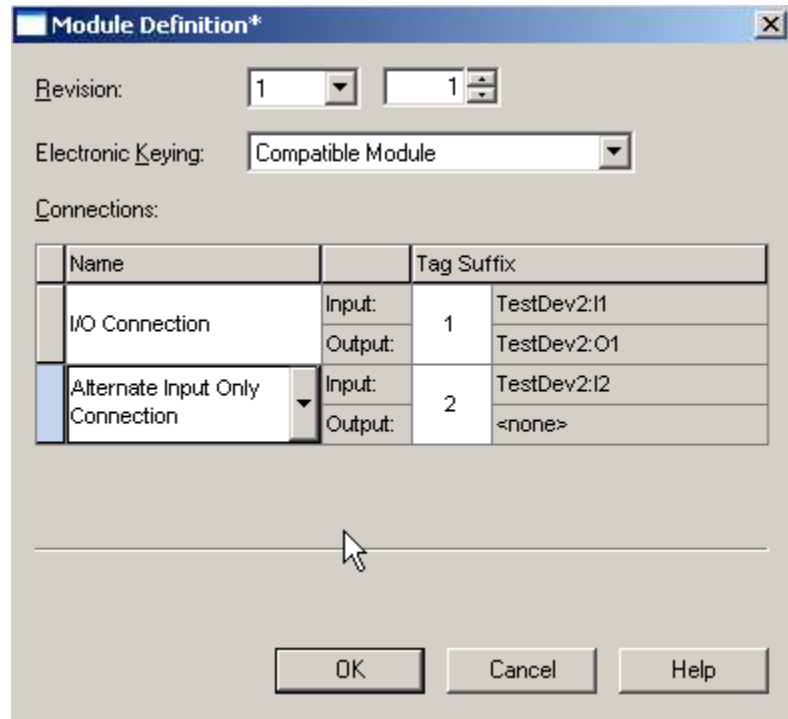 Module Definition*
Revision: 1 1
Electronic Keying: Compatible Module
Connections:
Name Tag Suffix
I/O Connection Input: 1 TestDev2:I1
Output: TestDev2:O1
Alternate Input Only Connection Input: 2 TestDev2:I2
Output: <none>
OK Cancel Help